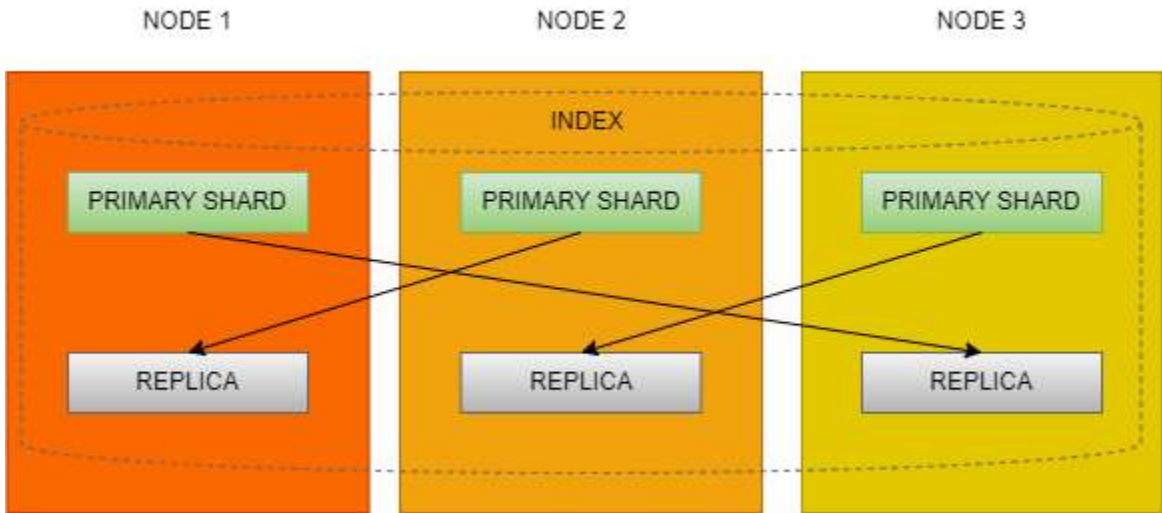 NODE 1
NODE 2
NODE 3
INDEX
PRIMARY SHARD
PRIMARY SHARD
PRIMARY SHARD
REPLICA
REPLICA
REPLICA